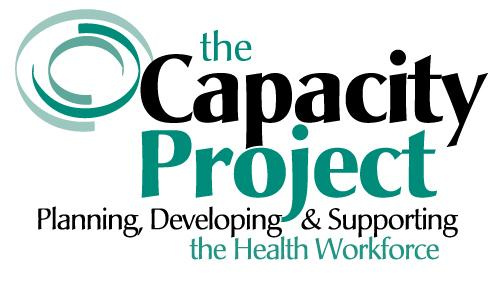 the
Capacity
Project
Planning, Developing & Supporting
the Health Workforce